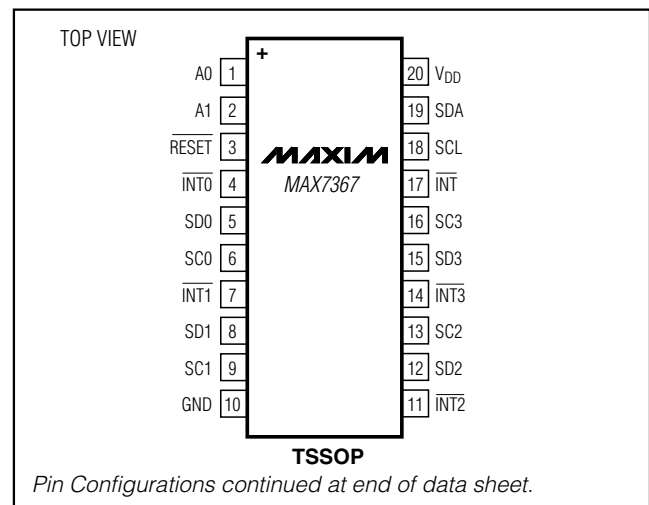 TOP VIEW
+
A0 1 20 VDD
A1 2 19 SDA
RESET 3 MAXIM 18 SCL
INT0 4 MAX7367 17 INT
SD0 5 16 SC3
SC0 6 15 SD3
INT1 7 14 INT3
SD1 8 13 SC2
SC1 9 12 SD2
GND 10 11 INT2
TSSOP
Pin Configurations continued at end of data sheet.